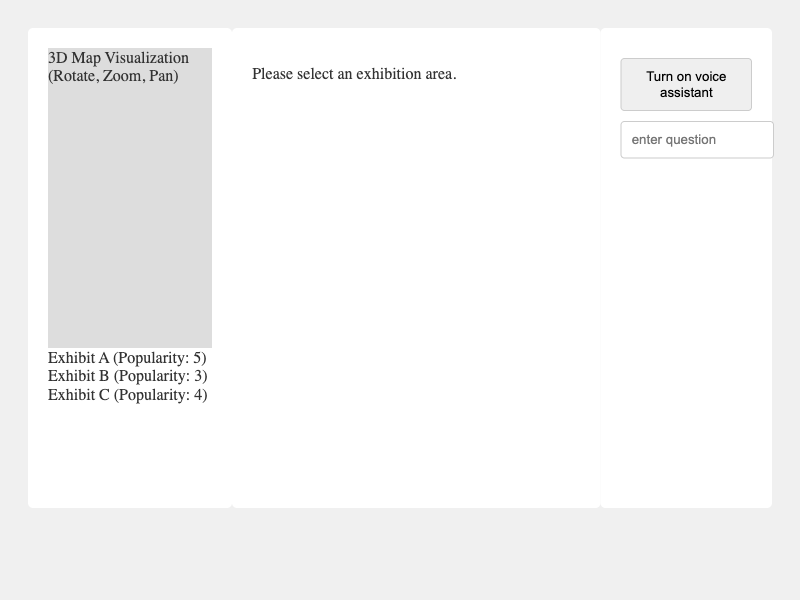 3D Map Visualization
(Rotate, Zoom, Pan)
Exhibit A (Popularity: 5)
Exhibit B (Popularity: 3)
Exhibit C (Popularity: 4)
Please select an exhibition area.
Turn on voice
assistant
enter question